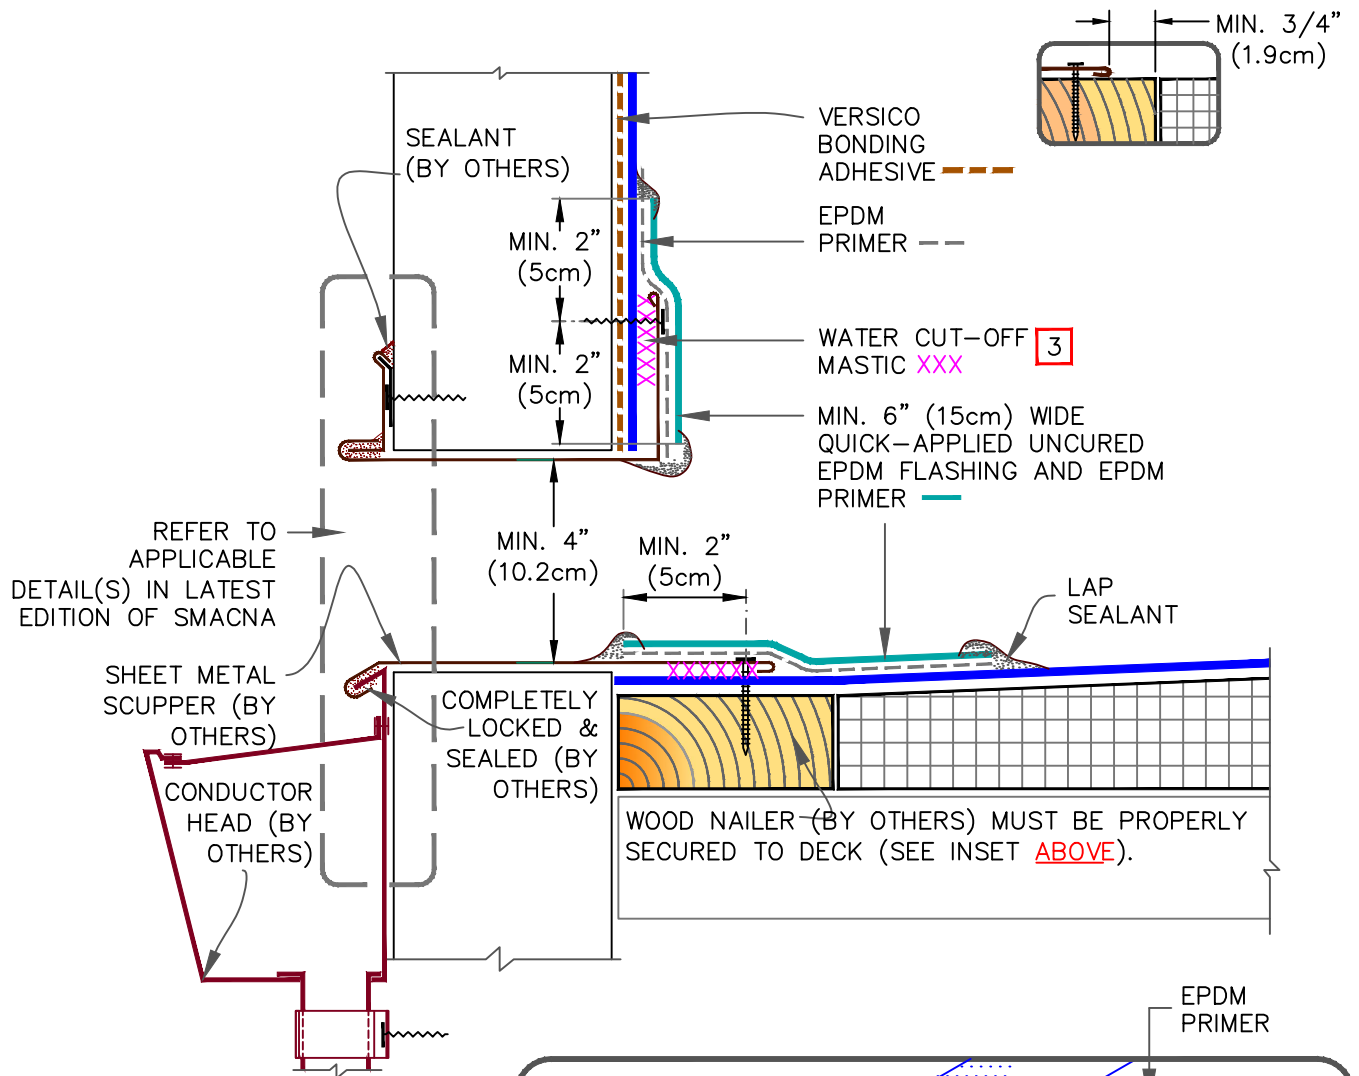 MIN. 3/4”
(1.9cm)
SEALANT
(BY OTHERS)
VERSICO
BONDING
ADHESIVE
EPDM
PRIMER
MIN. 2”
(5cm)
WATER CUT-OFF 3
MASTIC XXX
MIN. 2”
(5cm)
MIN. 6” (15cm) WIDE
QUICK-APPLIED UNCURED
EPDM FLASHING AND EPDM
PRIMER
REFER TO
APPLICABLE
DETAIL(S) IN LATEST
EDITION OF SMACNA
MIN. 4”
(10.2cm)
MIN. 2”
(5cm)
LAP
SEALANT
SHEET METAL
SCUPPER (BY
OTHERS)
COMPLETELY
LOCKED &
SEALED (BY
OTHERS)
CONDUCTOR
HEAD (BY
OTHERS)
WOOD NAILER (BY OTHERS) MUST BE PROPERLY
SECURED TO DECK (SEE INSET ABOVE).
EPDM
PRIMER